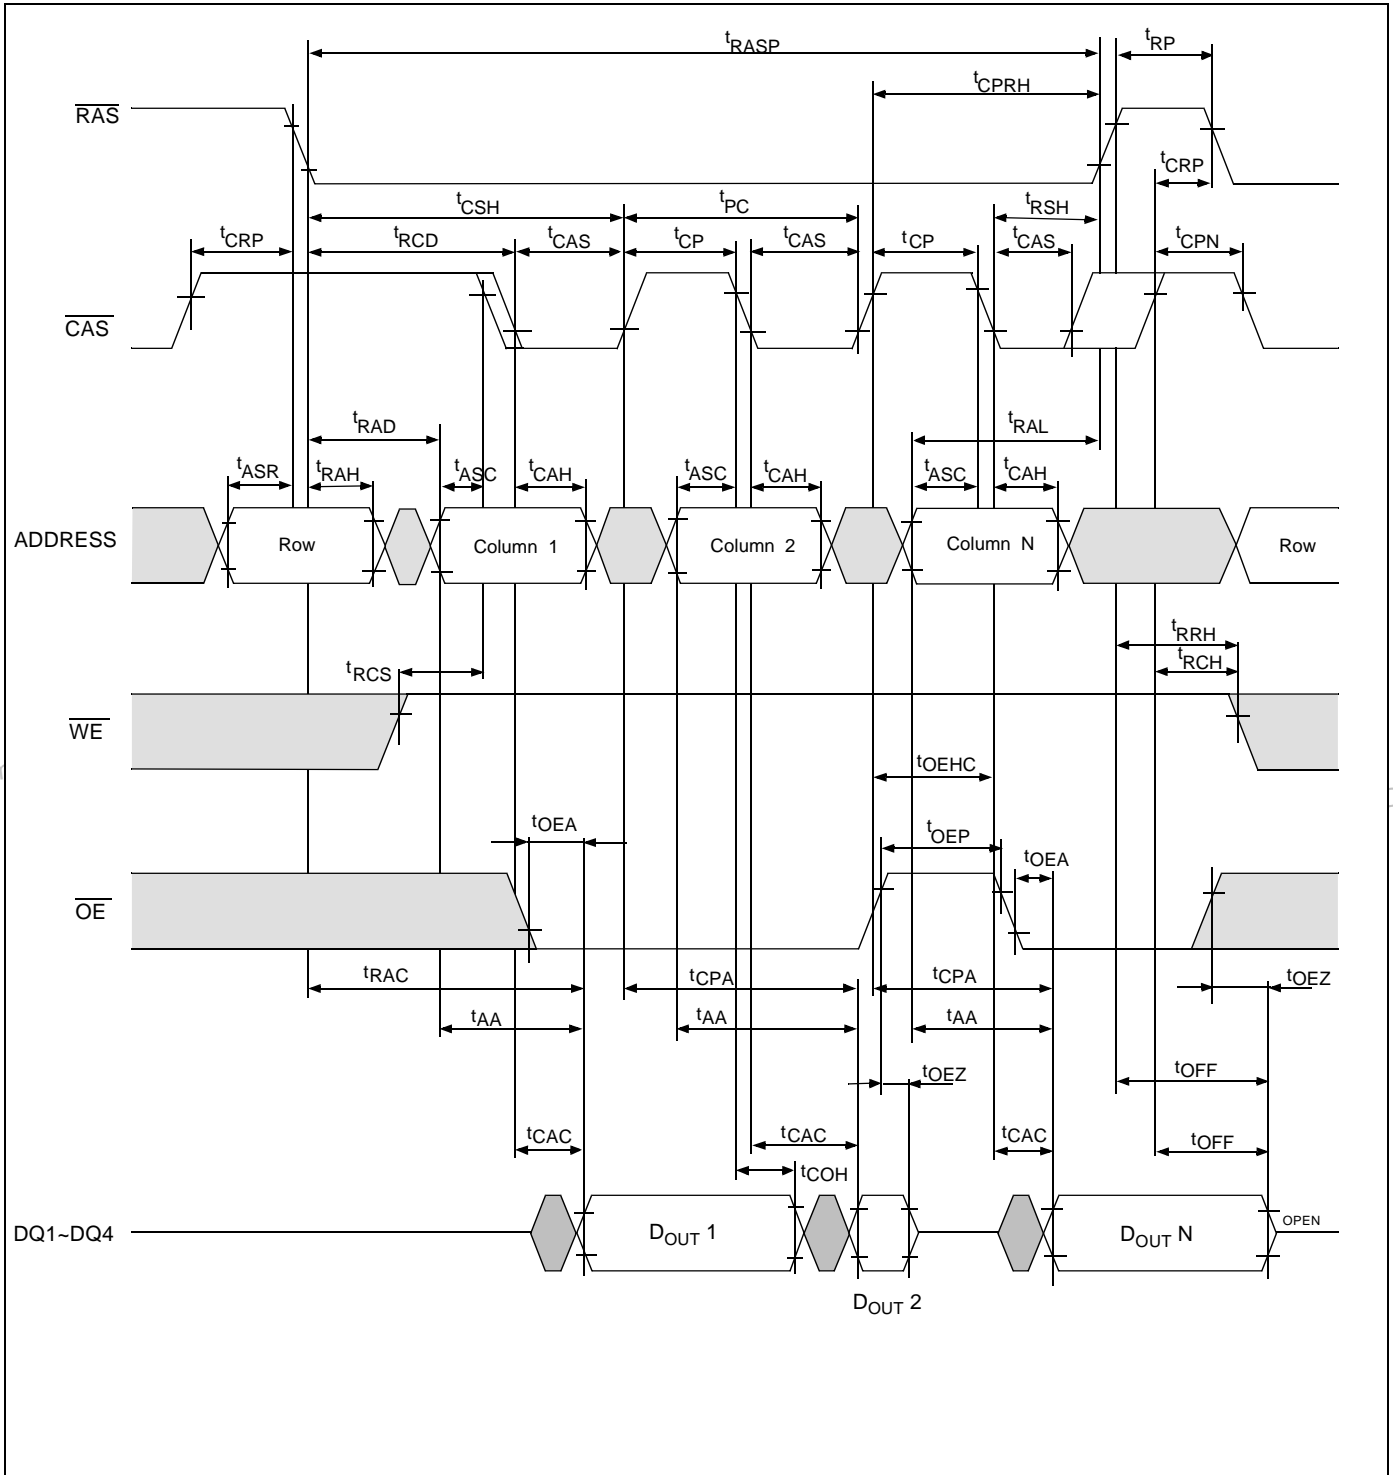 tRASP
tRP
tCPRH
RAS
tCRP
tCSH
tPC
tRSH
tCRP
tRCD
tCAS
tCP
tCAS
tCP
tCAS
tCPN
CAS
tRAD
tRAL
tASR
tRAH
tASC
tCAH
tASC
tCAH
tASC
tCAH
ADDRESS
Row
Column 1
Column 2
Column N
Row
tRRH
tRCS
tRCH
WE
tOEHC
tOEA
tOEP
tOEA
OE
tRAC
tCPA
tCPA
tOEZ
tAA
tAA
tAA
tOEZ
tOFF
tCAC
tCAC
tCAC
tOFF
tCOH
DQ1~DQ4
DOUT 1
DOUT N
OPEN
DOUT 2